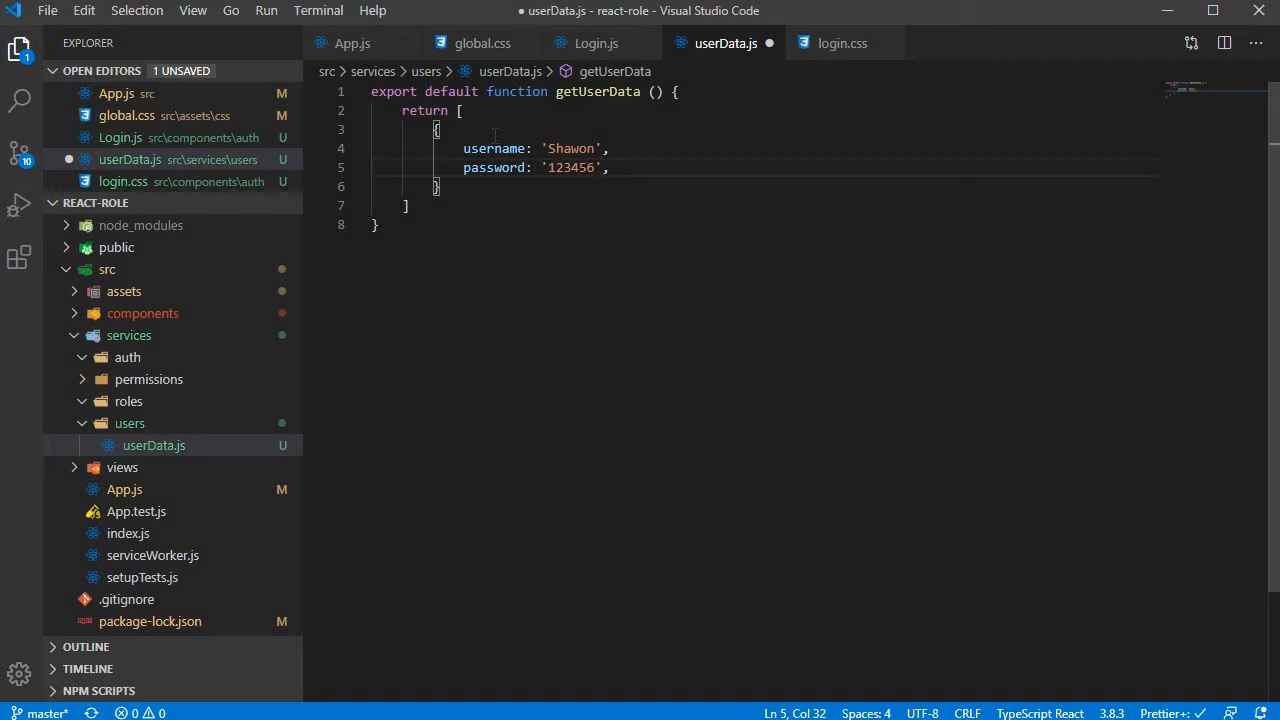 File Edit Selection View Go Run Terminal Help
● userData.js - react-role - Visual Studio Code
EXPLORER
App.js
global.css
Login.js
userData.js
login.css
OPEN EDITORS 1 UNSAVED
App.js src M
global.css src\assets\css M
Login.js src\components\auth U
userData.js src\services\users U
login.css src\components\auth U
REACT-ROLE
node_modules
public
src
assets
components
services
auth
permissions
roles
users
userData.js U
views
App.js M
App.test.js
index.js
serviceWorker.js
setupTests.js
.gitignore
package-lock.json M
OUTLINE
TIMELINE
NPM SCRIPTS
1
10
src > services > users > userData.js > getUserData
1 export default function getUserData () {
2 return [
3 {
4 username: 'Shawon',
5 password: '123456',
6 }
7 ]
8 }
master* 0 0 Ln 5, Col 32 Spaces: 4 UTF-8 CRLF TypeScript React 3.8.3 Prettier+: ✓